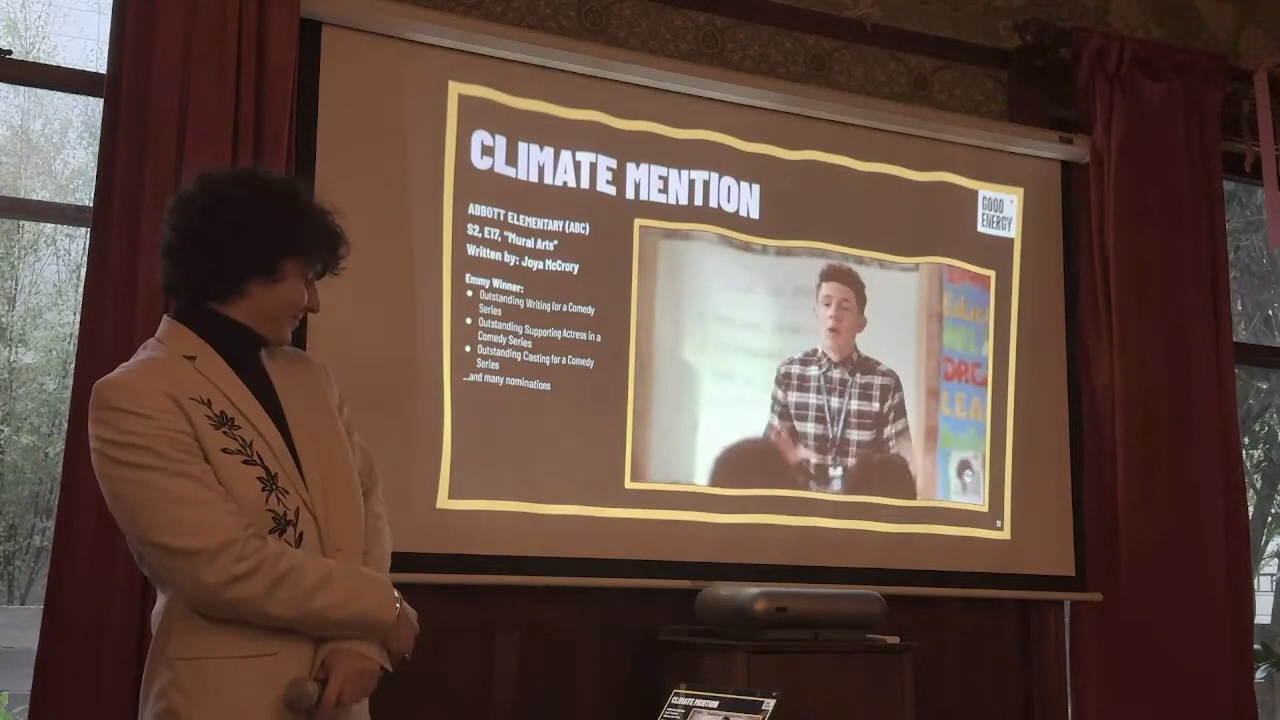 CLIMATE MENTION
GOOD
ENERGY
ABBOTT ELEMENTARY (ABC)
S2, E17, "Mural Arts"
Written by: Joya McCrory
Emmy Winner:
● Outstanding Writing for a Comedy
Series
● Outstanding Supporting Actress in a
Comedy Series
● Outstanding Casting for a Comedy
Series
...and many nominations
CLIMATE MENTION